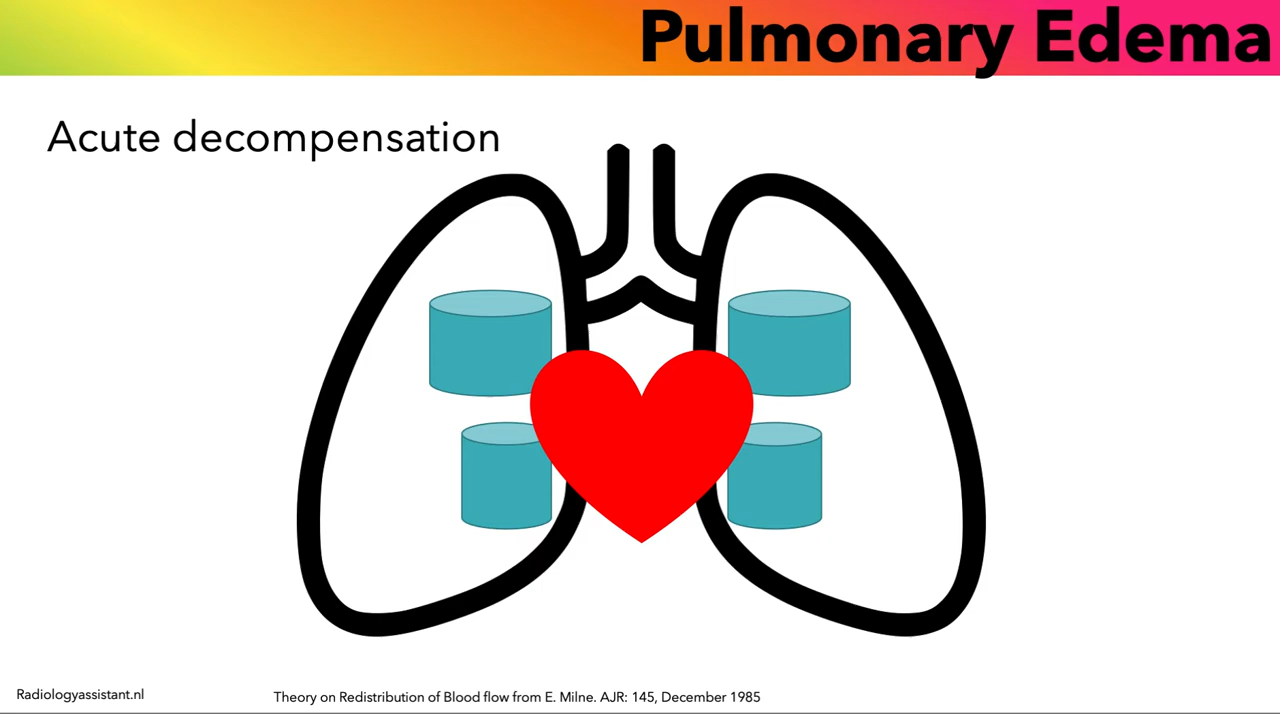 Pulmonary Edema
Acute decompensation
Radiologyassistant.nl
Theory on Redistribution of Blood flow from E. Milne. AJR: 145, December 1985